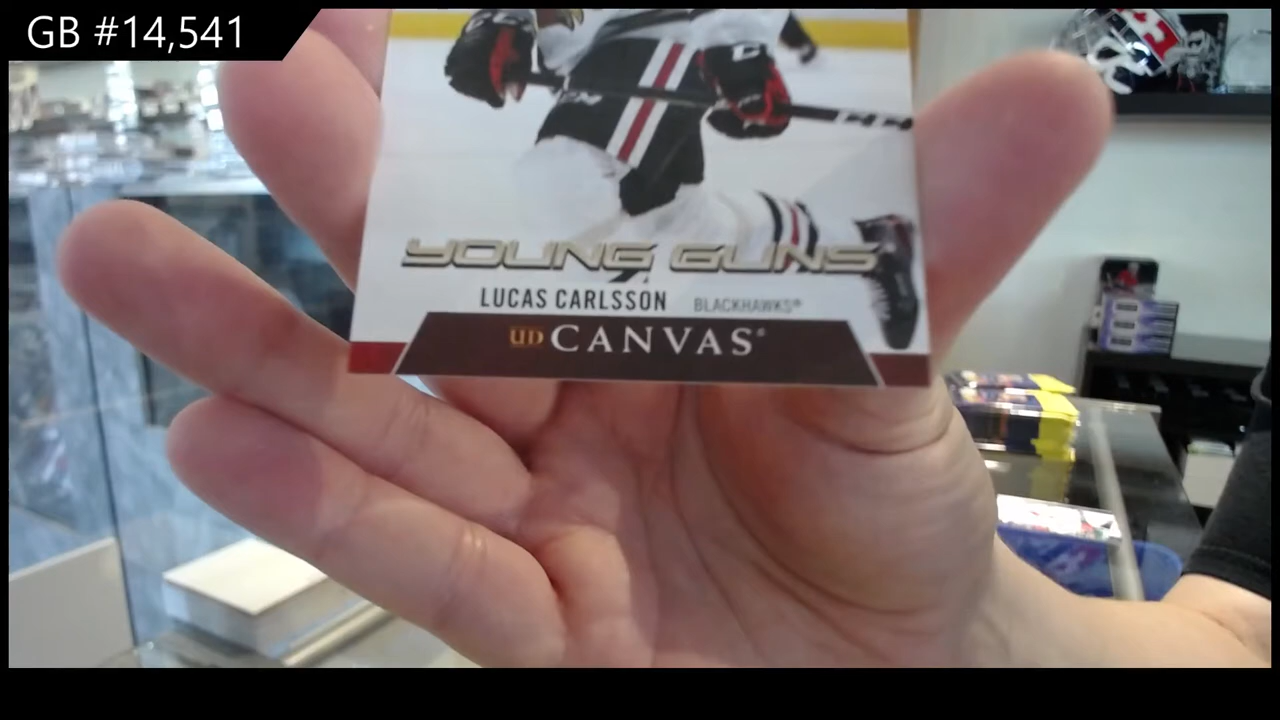 GB #14,541
YOUNG GUNS
LUCAS CARLSSON BLACKHAWKS®
UD CANVAS®